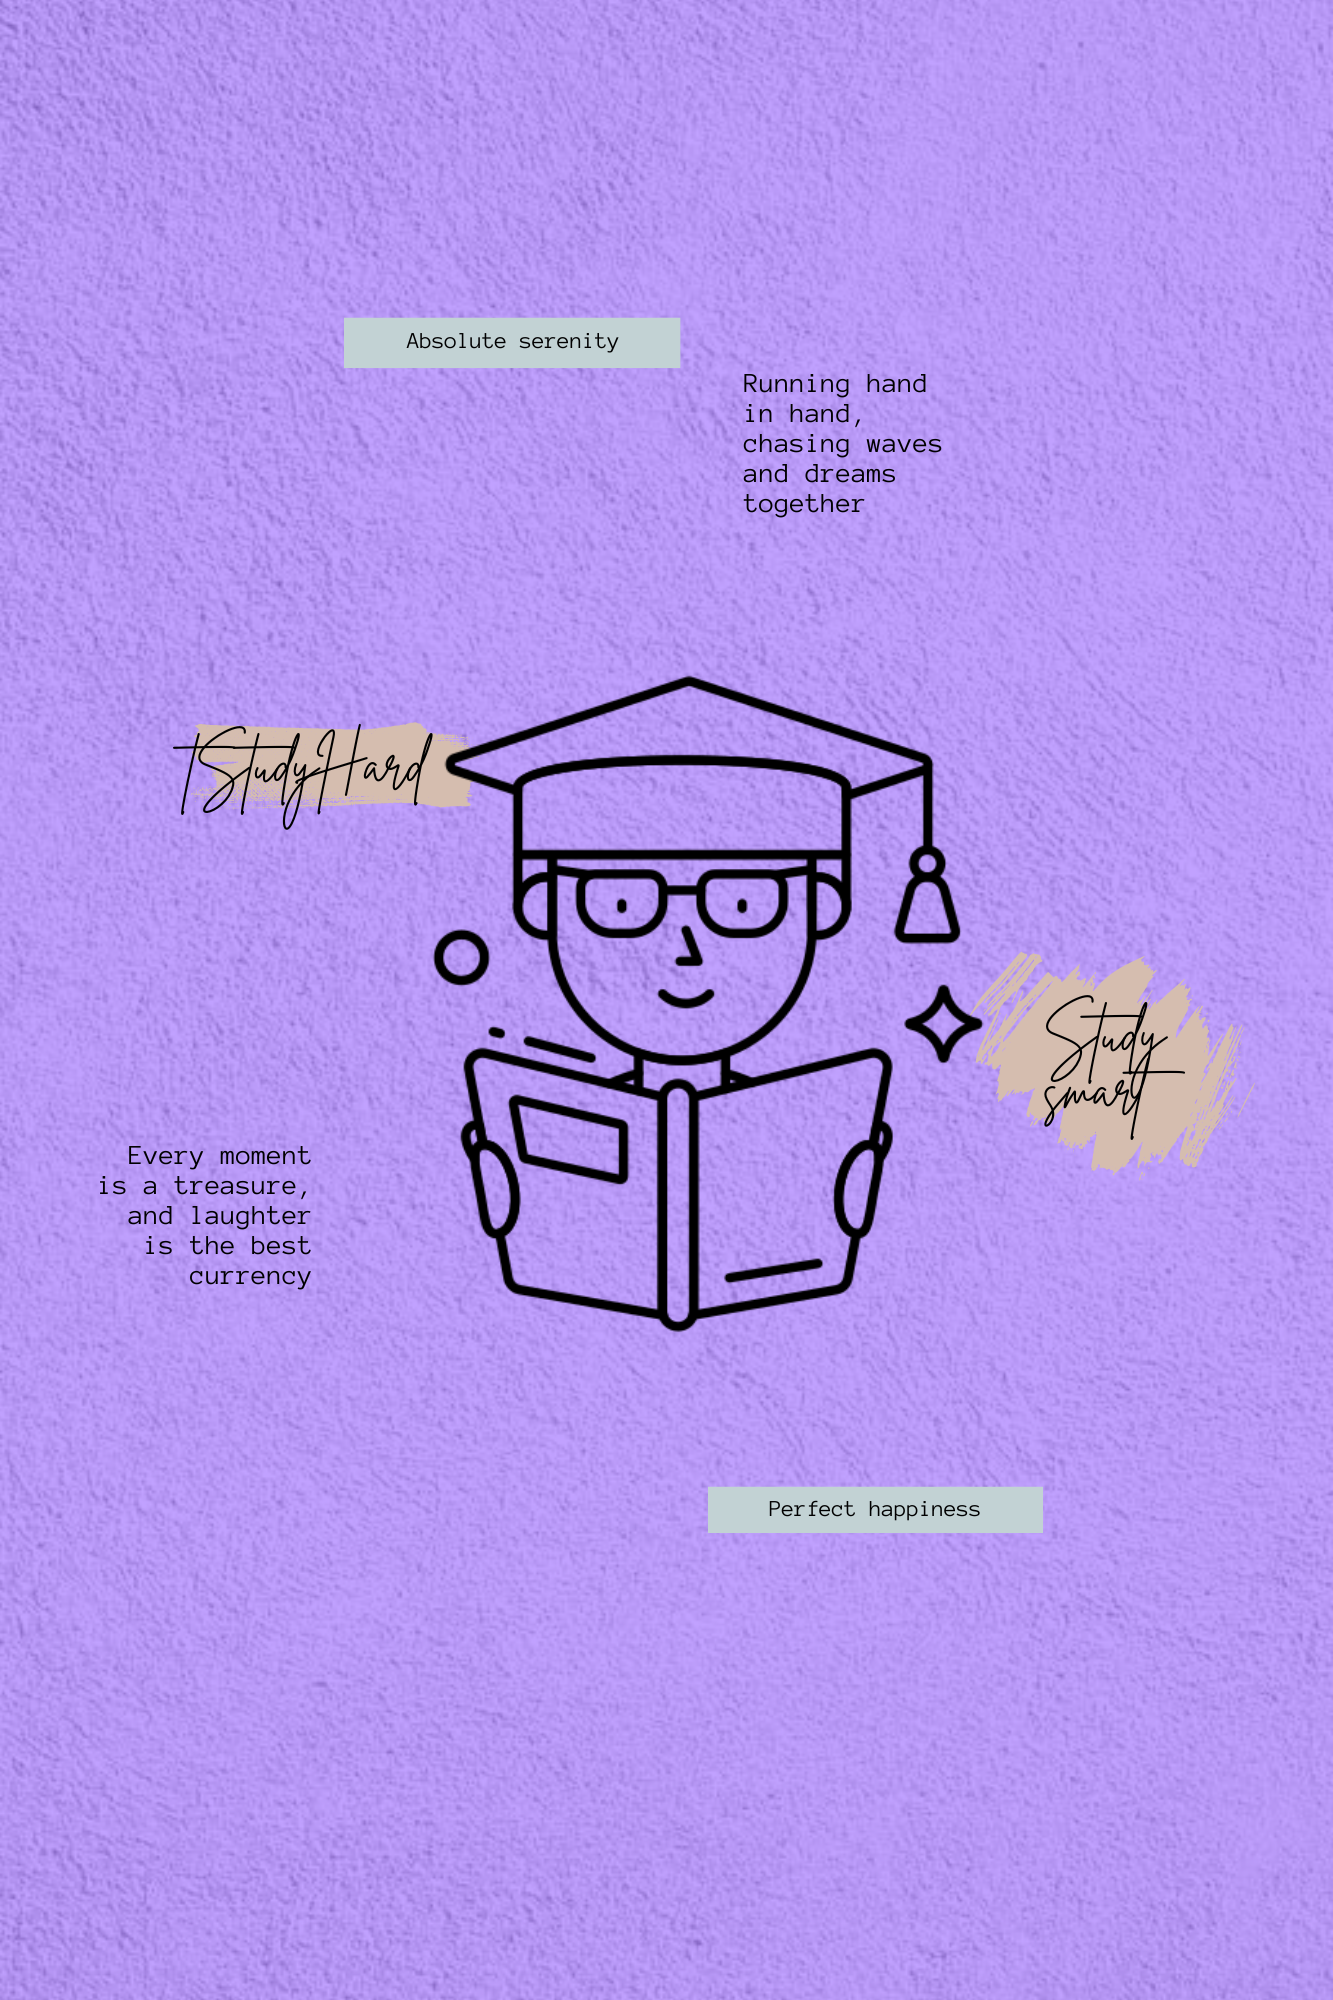 Absolute serenity
Running hand
in hand,
chasing waves
and dreams
together
TStudyHard
Study
smart
Every moment
is a treasure,
and laughter
is the best
currency
Perfect happiness